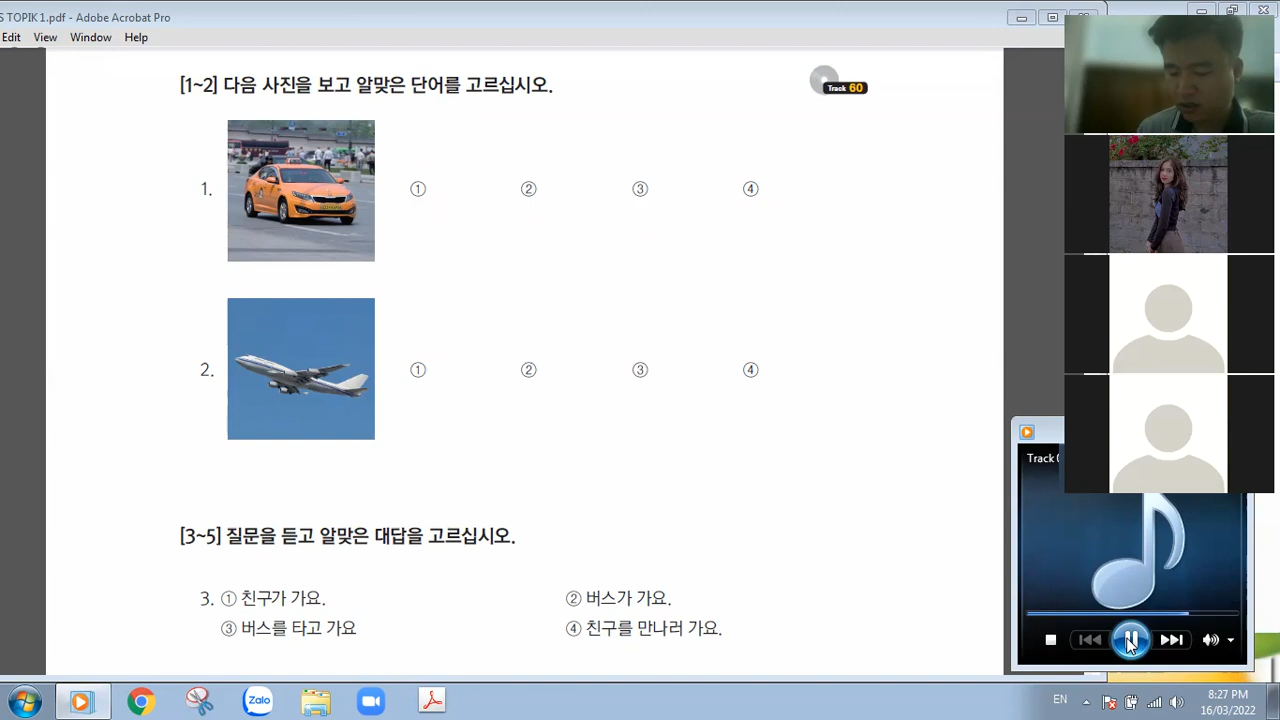 S TOPIK 1.pdf - Adobe Acrobat Pro
Edit View Window Help
[1~2] 다음 사진을 보고 알맞은 단어를 고르십시오.
Track 60
1. ① ② ③ ④
2. ① ② ③ ④
[3~5] 질문을 듣고 알맞은 대답을 고르십시오.
3. ① 친구가 가요. ② 버스가 가요.
③ 버스를 타고 가요 ④ 친구를 만나러 가요.
Track
Zalo
EN
8:27 PM
16/03/2022